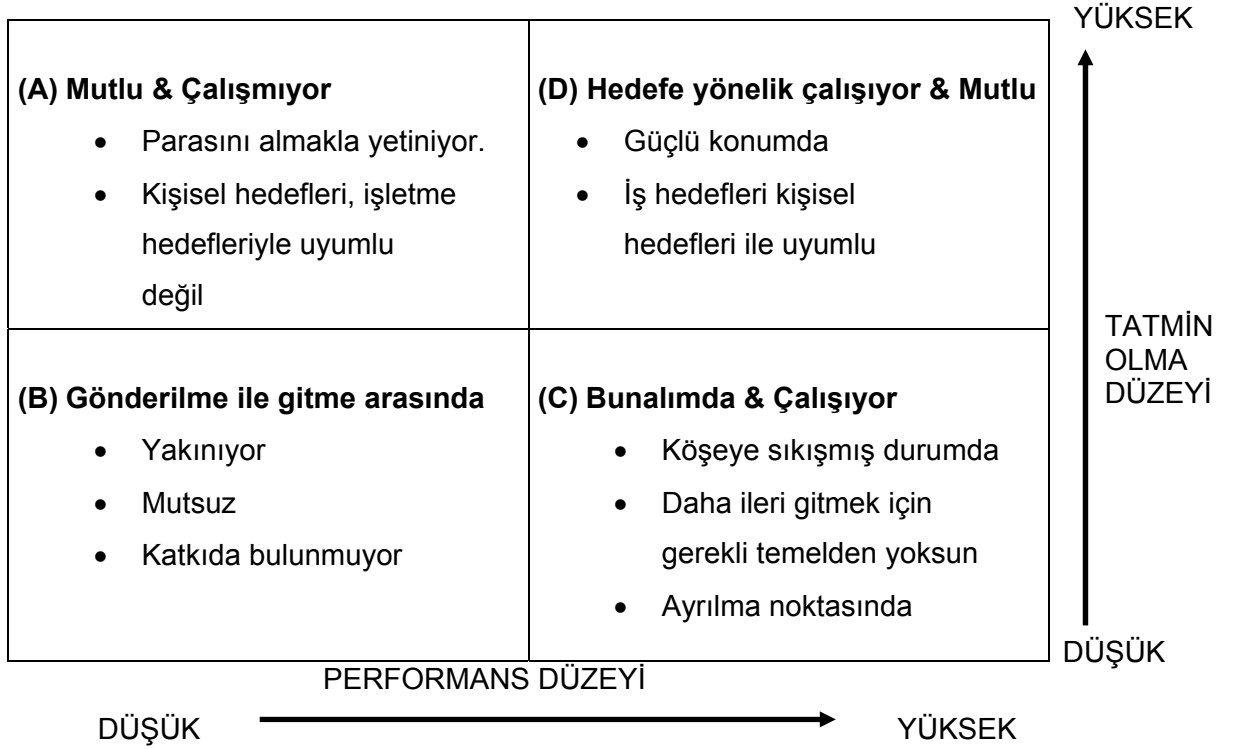 YÜKSEK
(A) Mutlu & Çalışmıyor
• Parasını almakla yetiniyor.
• Kişisel hedefleri, işletme
hedefleriyle uyumlu
değil
(D) Hedefe yönelik çalışıyor & Mutlu
• Güçlü konumda
• İş hedefleri kişisel
hedefleri ile uyumlu
TATMİN
OLMA
DÜZEYİ
(B) Gönderilme ile gitme arasında
• Yakınıyor
• Mutsuz
• Katkıda bulunmuyor
(C) Bunalımda & Çalışıyor
• Köşeye sıkışmış durumda
• Daha ileri gitmek için
gerekli temelden yoksun
• Ayrılma noktasında
DÜŞÜK
PERFORMANS DÜZEYİ
DÜŞÜK
YÜKSEK